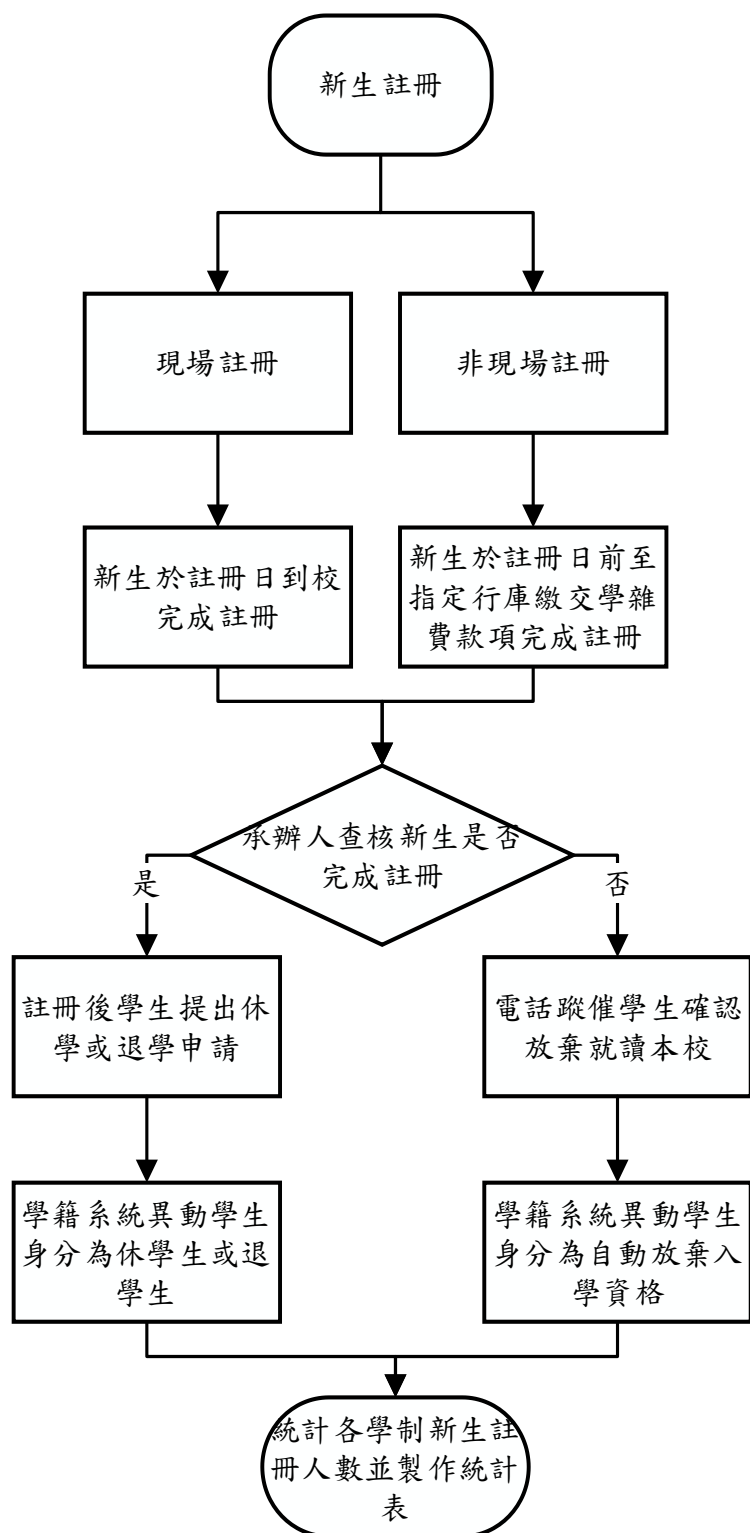 新生註冊
現場註冊
非現場註冊
新生於註冊日到校
完成註冊
新生於註冊日前至
指定行庫繳交學雜
費款項完成註冊
承辦人查核新生是否
完成註冊
是
否
註冊後學生提出休
學或退學申請
電話蹤催學生確認
放棄就讀本校
學籍系統異動學生
身分為休學生或退
學生
學籍系統異動學生
身分為自動放棄入
學資格
統計各學制新生註
冊人數並製作統計
表